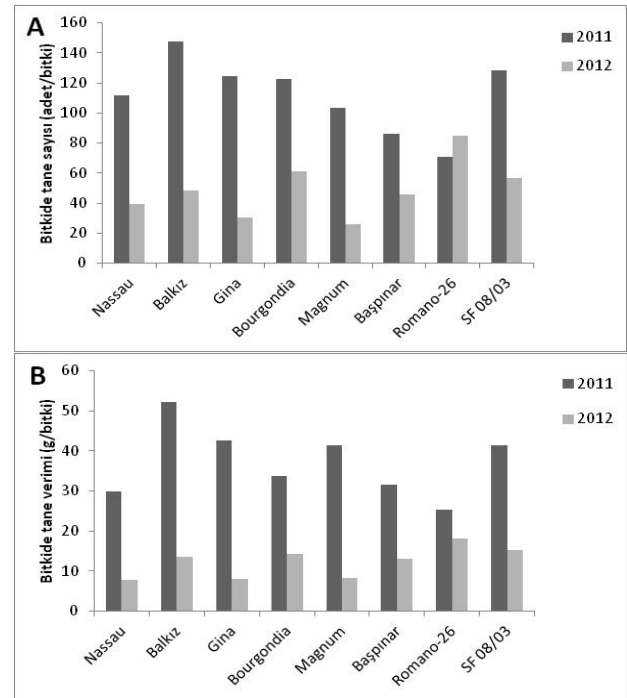 A
Bitkide tane sayısı (adet/bitki)
160
140
120
100
80
60
40
20
0
2011
2012
Nassau
Balkız
Gina
Bourgondia
Magnum
Başpınar
Romano-26
SF 08/03
B
Bitkide tane verimi (g/bitki)
60
50
40
30
20
10
0
2011
2012
Nassau
Balkız
Gina
Bourgondia
Magnum
Başpınar
Romano-26
SF 08/03